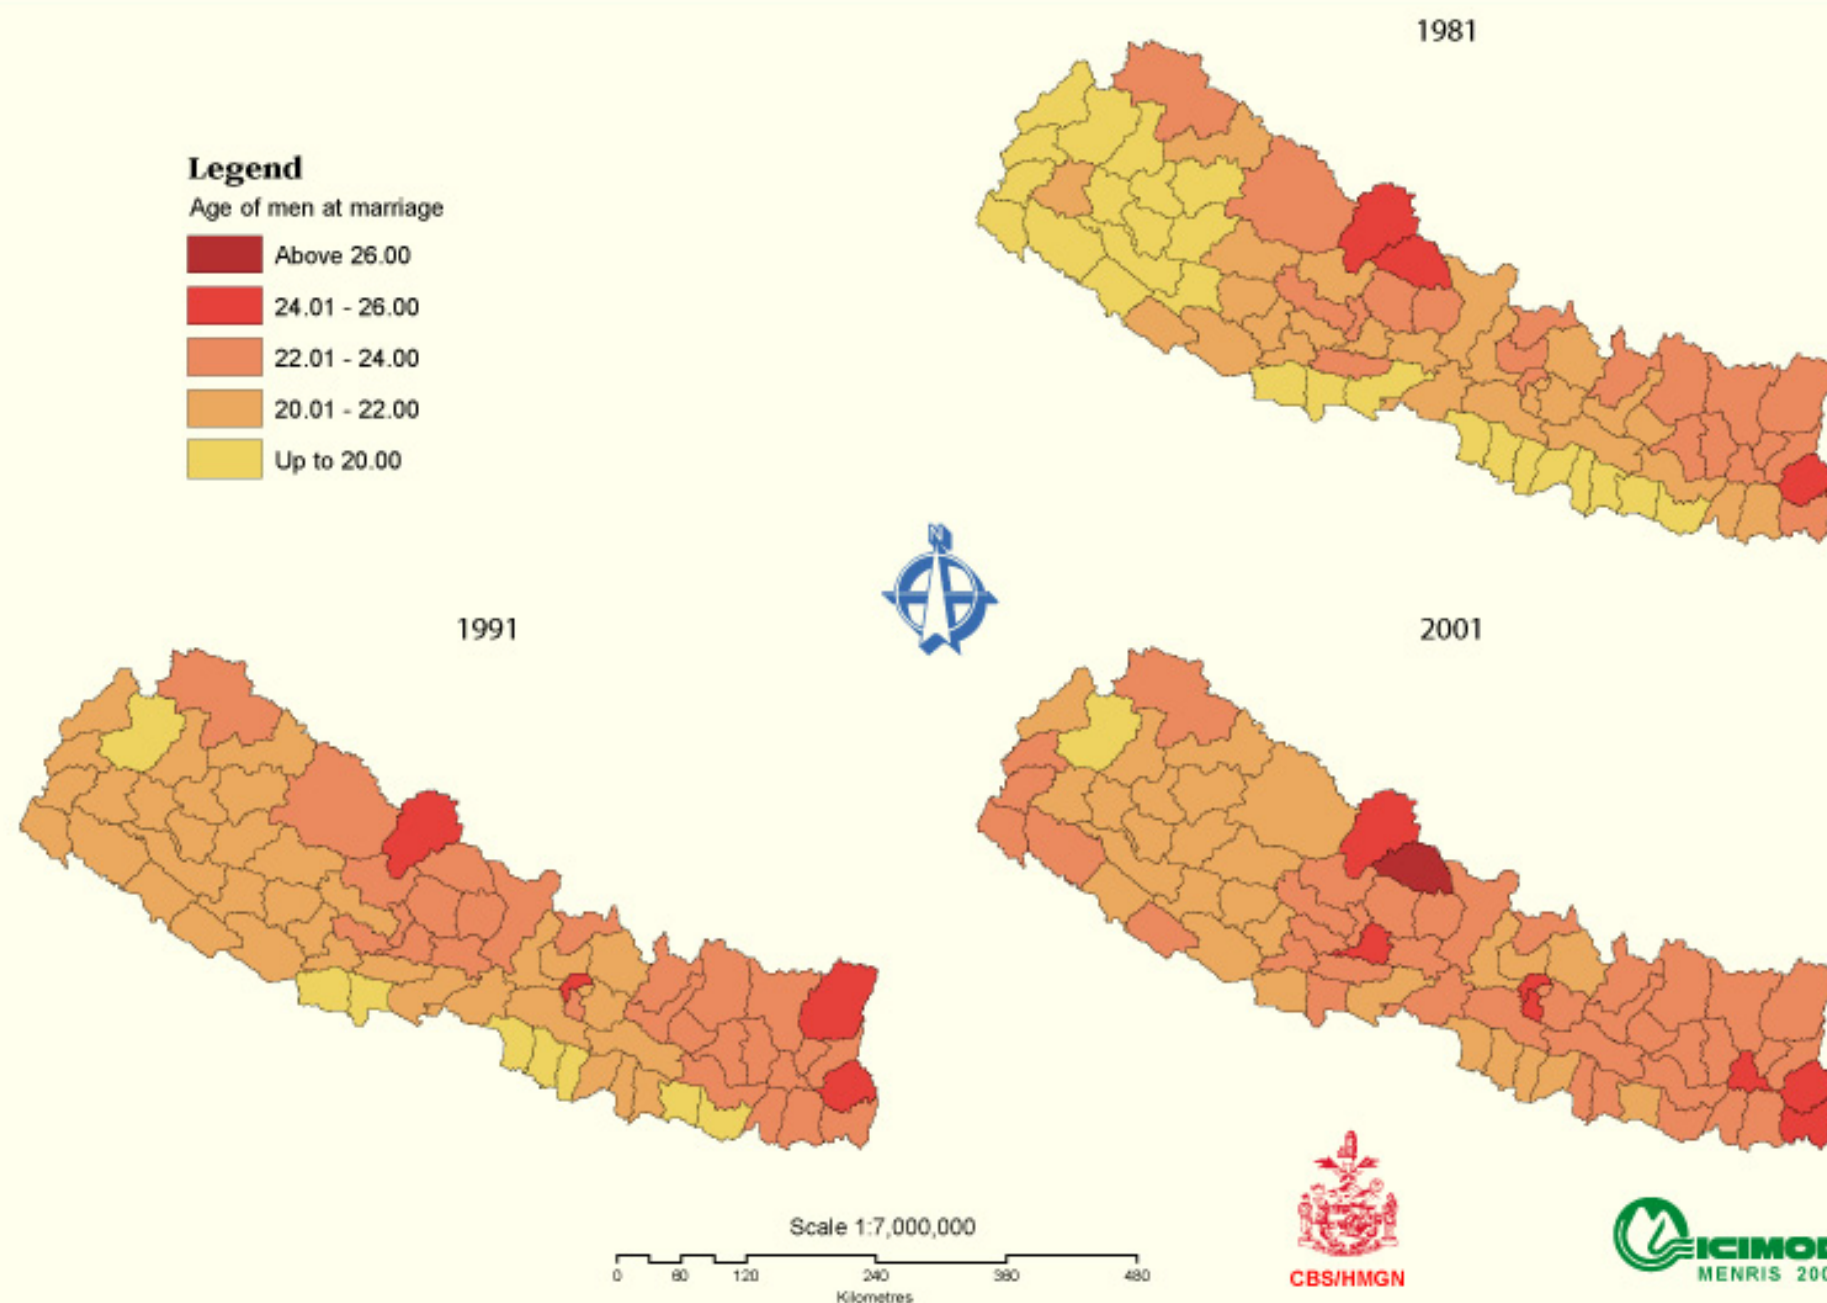 1981
Legend
Age of men at marriage
Above 26.00
24.01 - 26.00
22.01 - 24.00
20.01 - 22.00
Up to 20.00
N
1991
2001
Scale 1:7,000,000
0 60 120 240 360 480
Kilometres
CBS/HMGN
ICIMOD
MENRIS 200